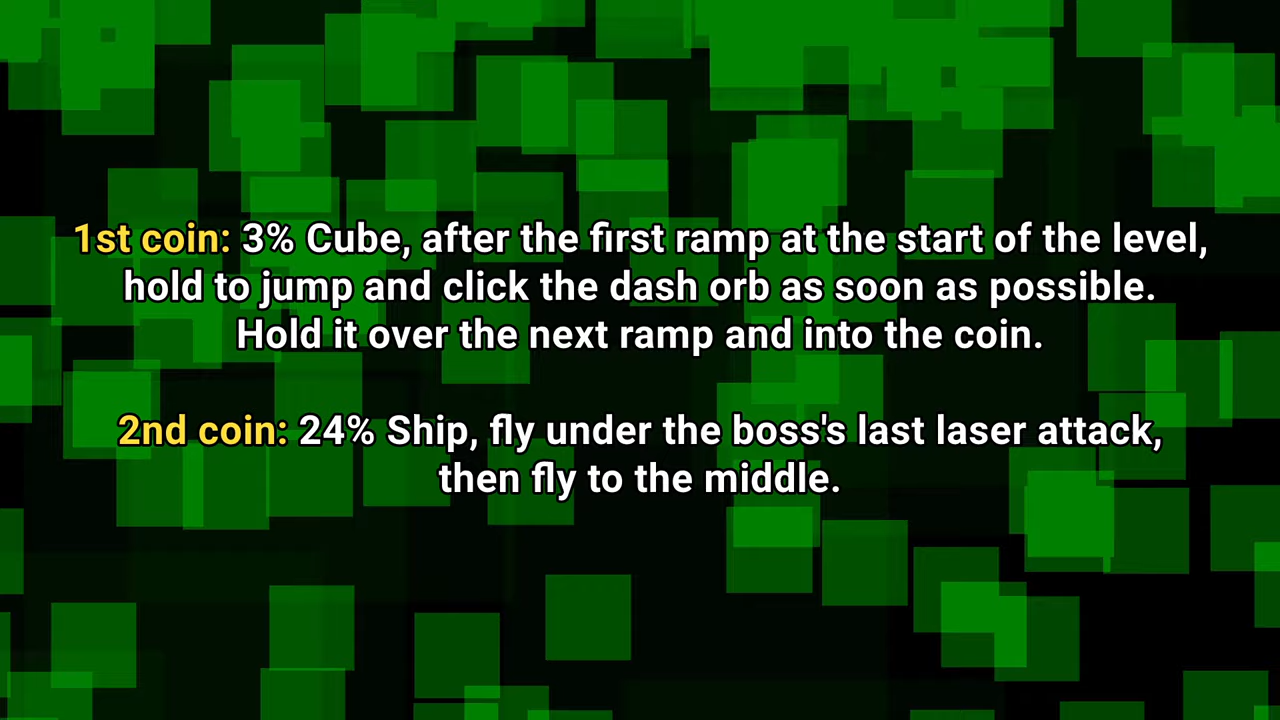 1st coin: 3% Cube, after the first ramp at the start of the level,
hold to jump and click the dash orb as soon as possible.
Hold it over the next ramp and into the coin.
2nd coin: 24% Ship, fly under the boss's last laser attack,
then fly to the middle.